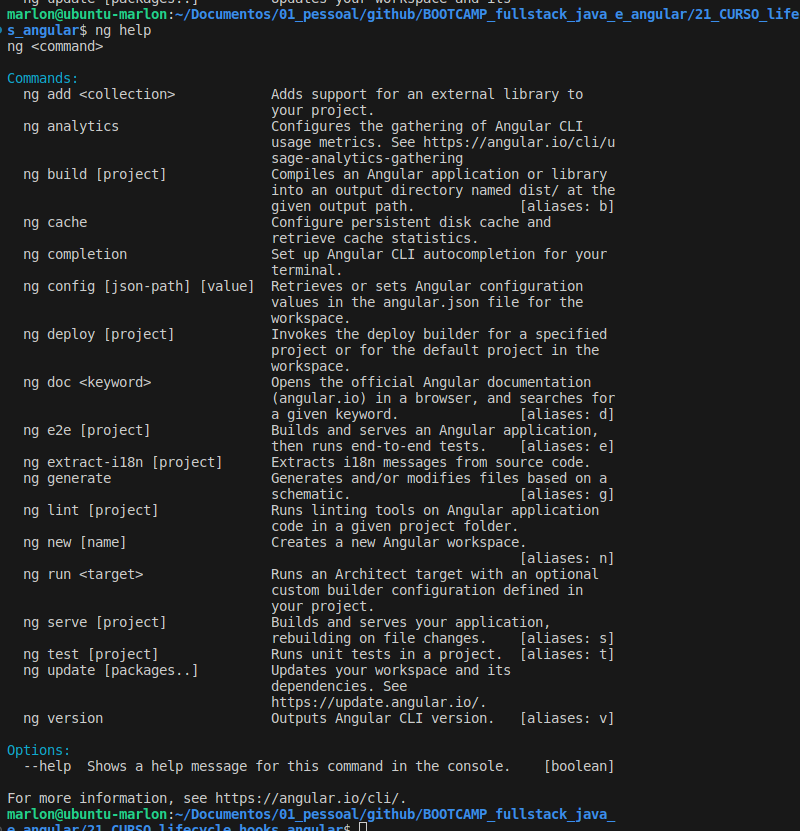 ng update [packages..]         Updates your workspace and its
marlon@ubuntu-marlon:~/Documentos/01_pessoal/github/BOOTCAMP_fullstack_java_e_angular/21_CURSO_life
s_angular$ ng help
ng <command>

Commands:
  ng add <collection>            Adds support for an external library to
                                 your project.
  ng analytics                   Configures the gathering of Angular CLI
                                 usage metrics. See https://angular.io/cli/u
                                 sage-analytics-gathering
  ng build [project]             Compiles an Angular application or library
                                 into an output directory named dist/ at the
                                 given output path.             [aliases: b]
  ng cache                       Configure persistent disk cache and
                                 retrieve cache statistics.
  ng completion                  Set up Angular CLI autocompletion for your
                                 terminal.
  ng config [json-path] [value]  Retrieves or sets Angular configuration
                                 values in the angular.json file for the
                                 workspace.
  ng deploy [project]            Invokes the deploy builder for a specified
                                 project or for the default project in the
                                 workspace.
  ng doc <keyword>               Opens the official Angular documentation
                                 (angular.io) in a browser, and searches for
                                 a given keyword.               [aliases: d]
  ng e2e [project]               Builds and serves an Angular application,
                                 then runs end-to-end tests.    [aliases: e]
  ng extract-i18n [project]      Extracts i18n messages from source code.
  ng generate                    Generates and/or modifies files based on a
                                 schematic.                     [aliases: g]
  ng lint [project]              Runs linting tools on Angular application
                                 code in a given project folder.
  ng new [name]                  Creates a new Angular workspace.
                                                                [aliases: n]
  ng run <target>                Runs an Architect target with an optional
                                 custom builder configuration defined in
                                 your project.
  ng serve [project]             Builds and serves your application,
                                 rebuilding on file changes.    [aliases: s]
  ng test [project]              Runs unit tests in a project.  [aliases: t]
  ng update [packages..]         Updates your workspace and its
                                 dependencies. See
                                 https://update.angular.io/.
  ng version                     Outputs Angular CLI version.   [aliases: v]

Options:
  --help  Shows a help message for this command in the console.    [boolean]

For more information, see https://angular.io/cli/.
marlon@ubuntu-marlon:~/Documentos/01_pessoal/github/BOOTCAMP_fullstack_java_
e_angular/21_CURSO_lifecycle_hooks_angular$